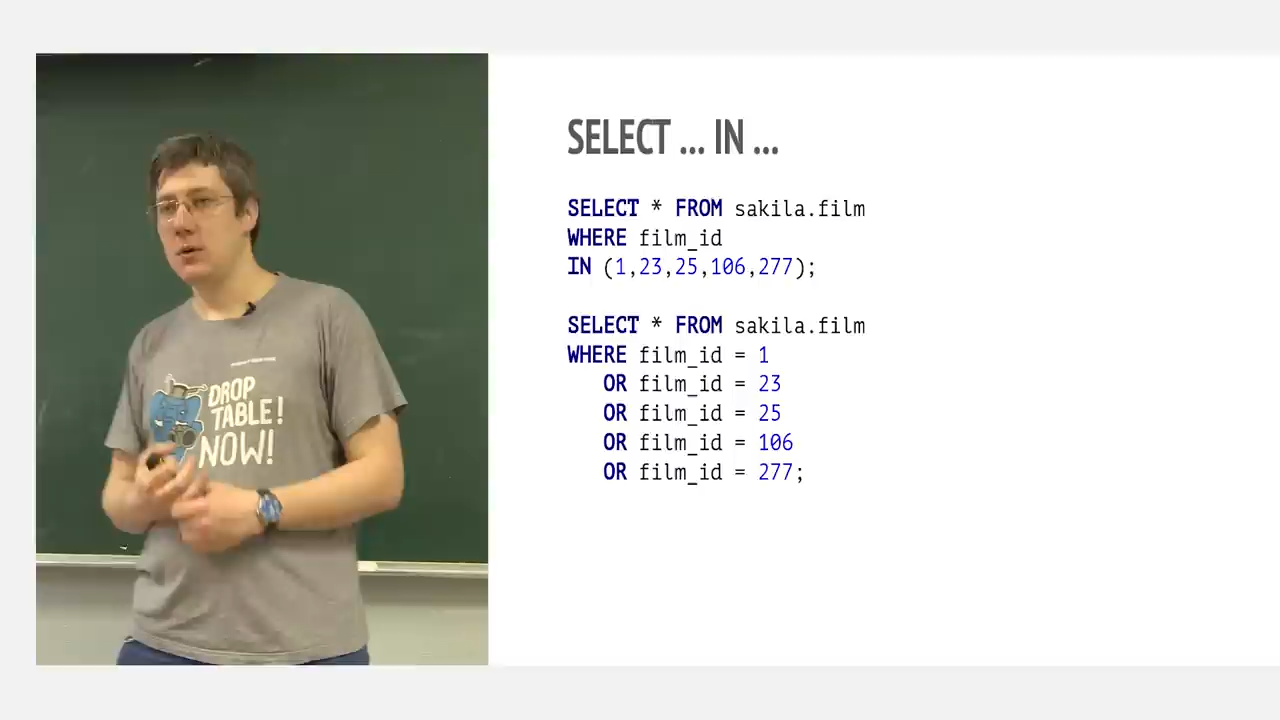 SELECT ... IN ...
SELECT * FROM sakila.film
WHERE film_id
IN (1,23,25,106,277);
SELECT * FROM sakila.film
WHERE film_id = 1
OR film_id = 23
OR film_id = 25
OR film_id = 106
OR film_id = 277;
DROP
TABLE!
NOW!